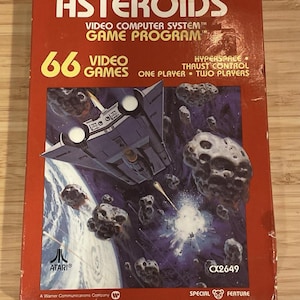 ASTEROIDS
VIDEO COMPUTER SYSTEM™
GAME PROGRAM™
66 VIDEO GAMES
HYPERSPACE •
THRUST CONTROL
ONE PLAYER • TWO PLAYERS
ATARI®
CX2649
A Warner Communications Company
SPECIAL FEATURE